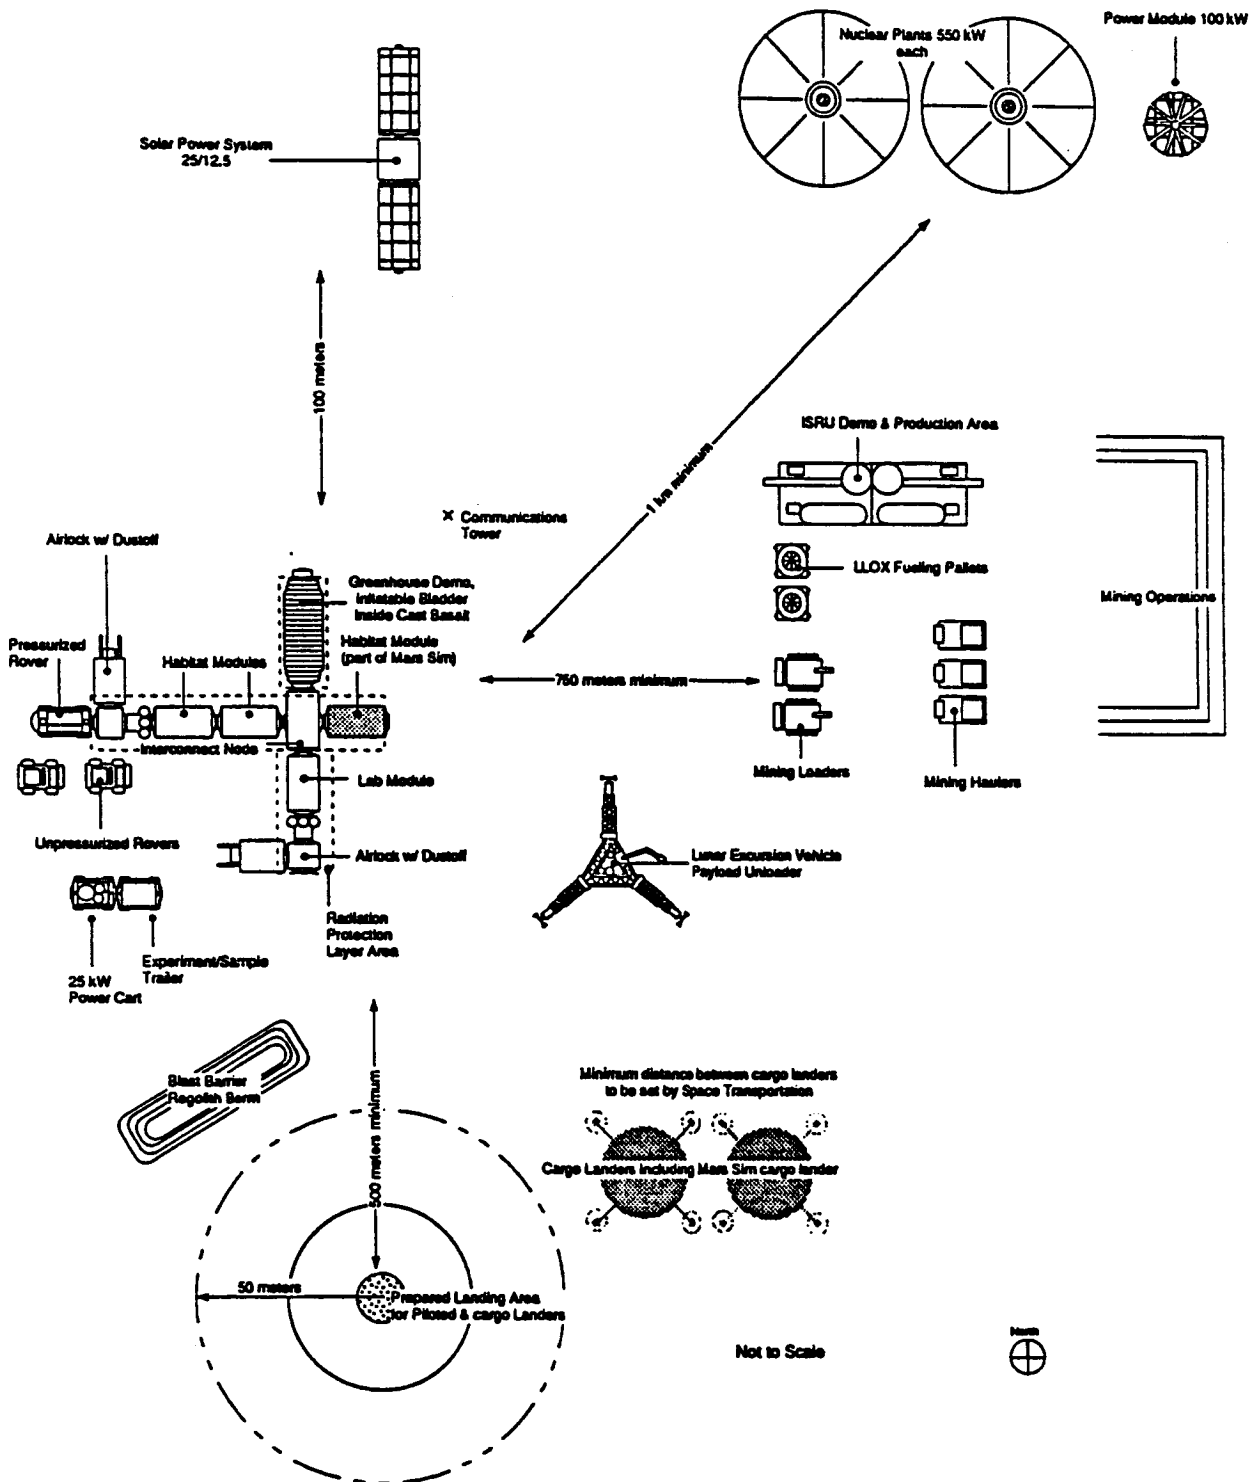 Power Module 100 kW
Nuclear Plants 550 kW
each
Solar Power System
25/12.5
100 meters
1 km minimum
ISRU Demo & Production Area
Communications
Tower
Airlock w/ Dustoff
LLOX Fueling Pallets
Greenhouse Demo,
Inflatable Bladder
Inside Cast Basalt
Mining Operations
Pressurized
Rover
Habitat Modules
Habitat Module
(part of Mars Sim)
750 meters minimum
Interconnect Node
Lab Module
Mining Loaders
Mining Haulers
Unpressurized Rovers
Airlock w/ Dustoff
Lunar Excursion Vehicle
Payload Unloader
Radiation
Protection
Layer Area
Experiment/Sample
Trailer
25 kW
Power Cart
Blast Barrier
Regolith Berm
500 meters minimum
Minimum distance between cargo landers
to be set by Space Transportation
Cargo Landers including Mars Sim cargo lander
50 meters
Prepared Landing Area
for Piloted & cargo Landers
Not to Scale
North